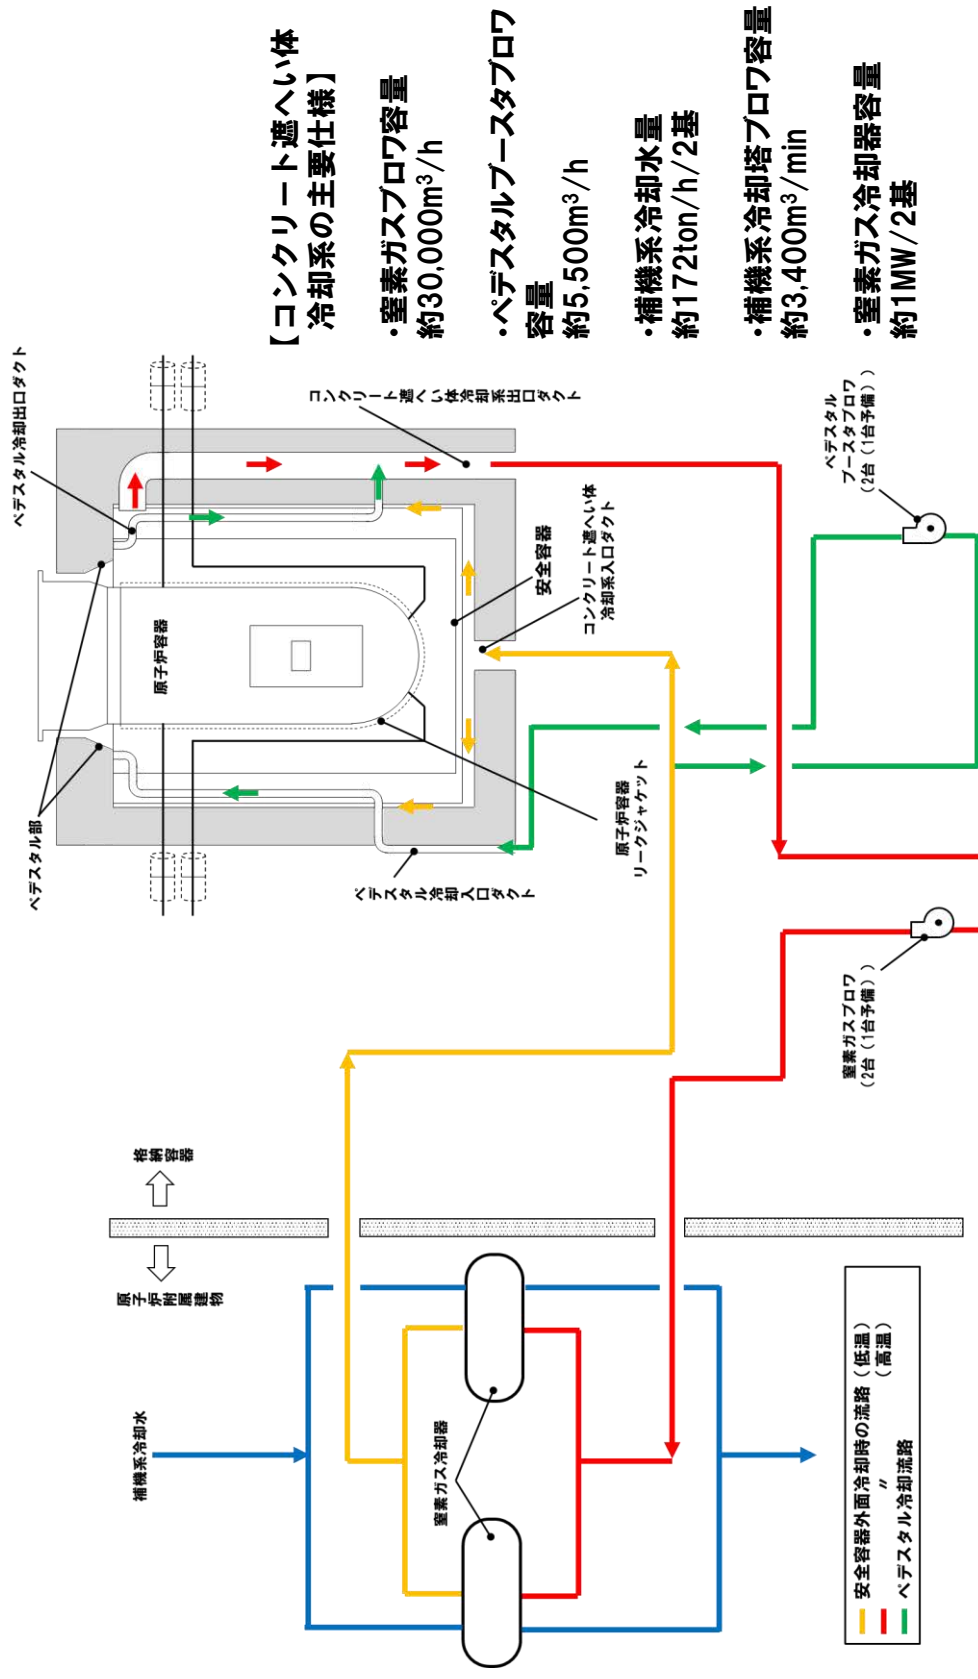 【コンクリート遮へい体
冷却系の主要仕様】
・窒素ガスブロワ容量
約30,000m³/h
・ペデスタルブースタブロワ
容量
約5,500m³/h
・補機系冷却水量
約172ton/h/2基
・補機系冷却塔ブロワ容量
約3,400m³/min
・窒素ガス冷却器容量
約1MW/2基
ペデスタル冷却出口ダクト
コンクリート遮へい体冷却系出口ダクト
ペデスタル部
原子炉容器
安全容器
コンクリート遮へい体
冷却系入口ダクト
原子炉容器
リークジャケット
ペデスタル冷却入口ダクト
ペデスタル
ブースタブロワ
(2台(1台予備))
窒素ガスブロワ
(2台(1台予備))
格納容器
原子炉附属建物
補機系冷却水
窒素ガス冷却器
安全容器外面冷却時の流路(低温)
〃 (高温)
ペデスタル冷却流路